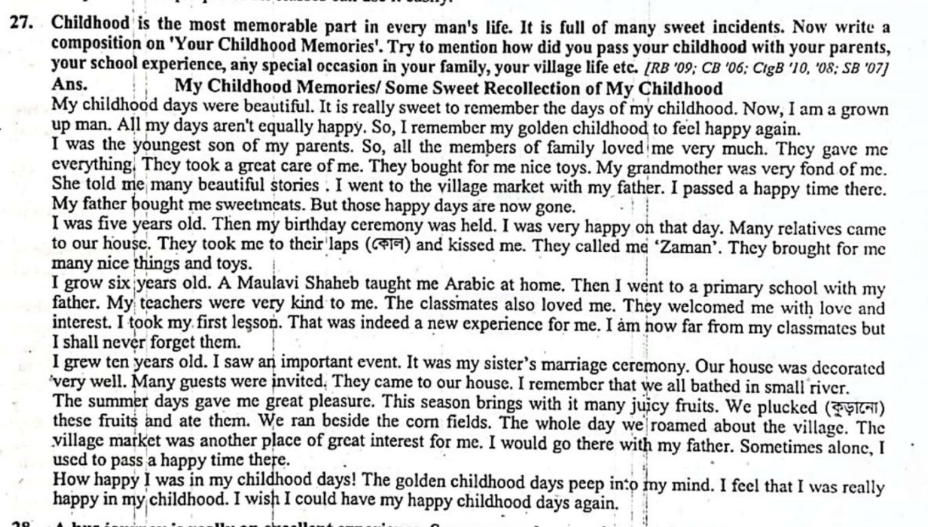 27. Childhood is the most memorable part in every man's life. It is full of many sweet incidents. Now write a
composition on 'Your Childhood Memories'. Try to mention how did you pass your childhood with your parents,
your school experience, any special occasion in your family, your village life etc. [RB '09; CB '06; CtgB '10, '08; SB '07]
Ans. My Childhood Memories/ Some Sweet Recollection of My Childhood
My childhood days were beautiful. It is really sweet to remember the days of my childhood. Now, I am a grown
up man. All my days aren't equally happy. So, I remember my golden childhood to feel happy again.
I was the youngest son of my parents. So, all the members of family loved me very much. They gave me
everything. They took a great care of me. They bought for me nice toys. My grandmother was very fond of me.
She told me many beautiful stories . I went to the village market with my father. I passed a happy time there.
My father bought me sweetmeats. But those happy days are now gone.
I was five years old. Then my birthday ceremony was held. I was very happy on that day. Many relatives came
to our house. They took me to their laps (কোল) and kissed me. They called me 'Zaman'. They brought for me
many nice things and toys.
I grow six years old. A Maulavi Shaheb taught me Arabic at home. Then I went to a primary school with my
father. My teachers were very kind to me. The classmates also loved me. They welcomed me with love and
interest. I took my first lesson. That was indeed a new experience for me. I am now far from my classmates but
I shall never forget them.
I grew ten years old. I saw an important event. It was my sister's marriage ceremony. Our house was decorated
very well. Many guests were invited. They came to our house. I remember that we all bathed in small river.
The summer days gave me great pleasure. This season brings with it many juicy fruits. We plucked (কুড়ানো)
these fruits and ate them. We ran beside the corn fields. The whole day we roamed about the village. The
village market was another place of great interest for me. I would go there with my father. Sometimes alone, I
used to pass a happy time there.
How happy I was in my childhood days! The golden childhood days peep into my mind. I feel that I was really
happy in my childhood. I wish I could have my happy childhood days again.